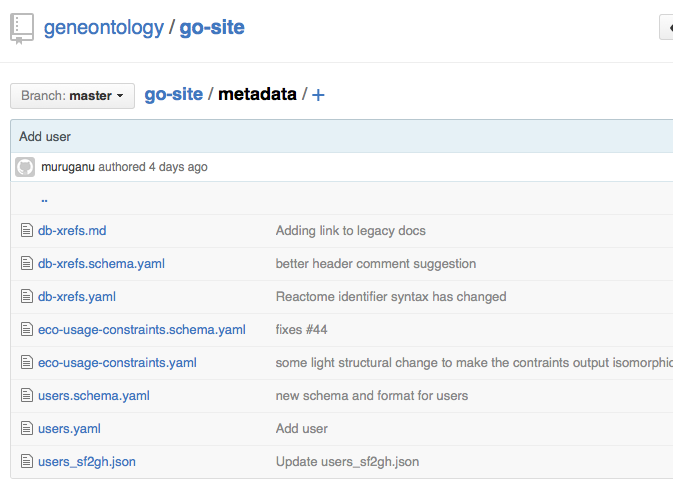 geneontology / go-site
Branch: master go-site / metadata / +
Add user
muruganu authored 4 days ago
..
db-xrefs.md Adding link to legacy docs
db-xrefs.schema.yaml better header comment suggestion
db-xrefs.yaml Reactome identifier syntax has changed
eco-usage-constraints.schema.yaml fixes #44
eco-usage-constraints.yaml some light structural change to make the contraints output isomorphic
users.schema.yaml new schema and format for users
users.yaml Add user
users_sf2gh.json Update users_sf2gh.json